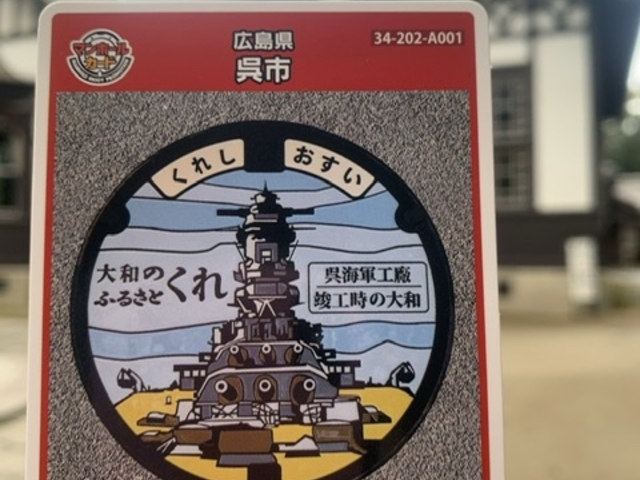 マンホール
カード
広島県
呉市
34-202-A001
くれし
おすい
大和の
ふるさと
くれ
呉海軍工廠
竣工時の大和